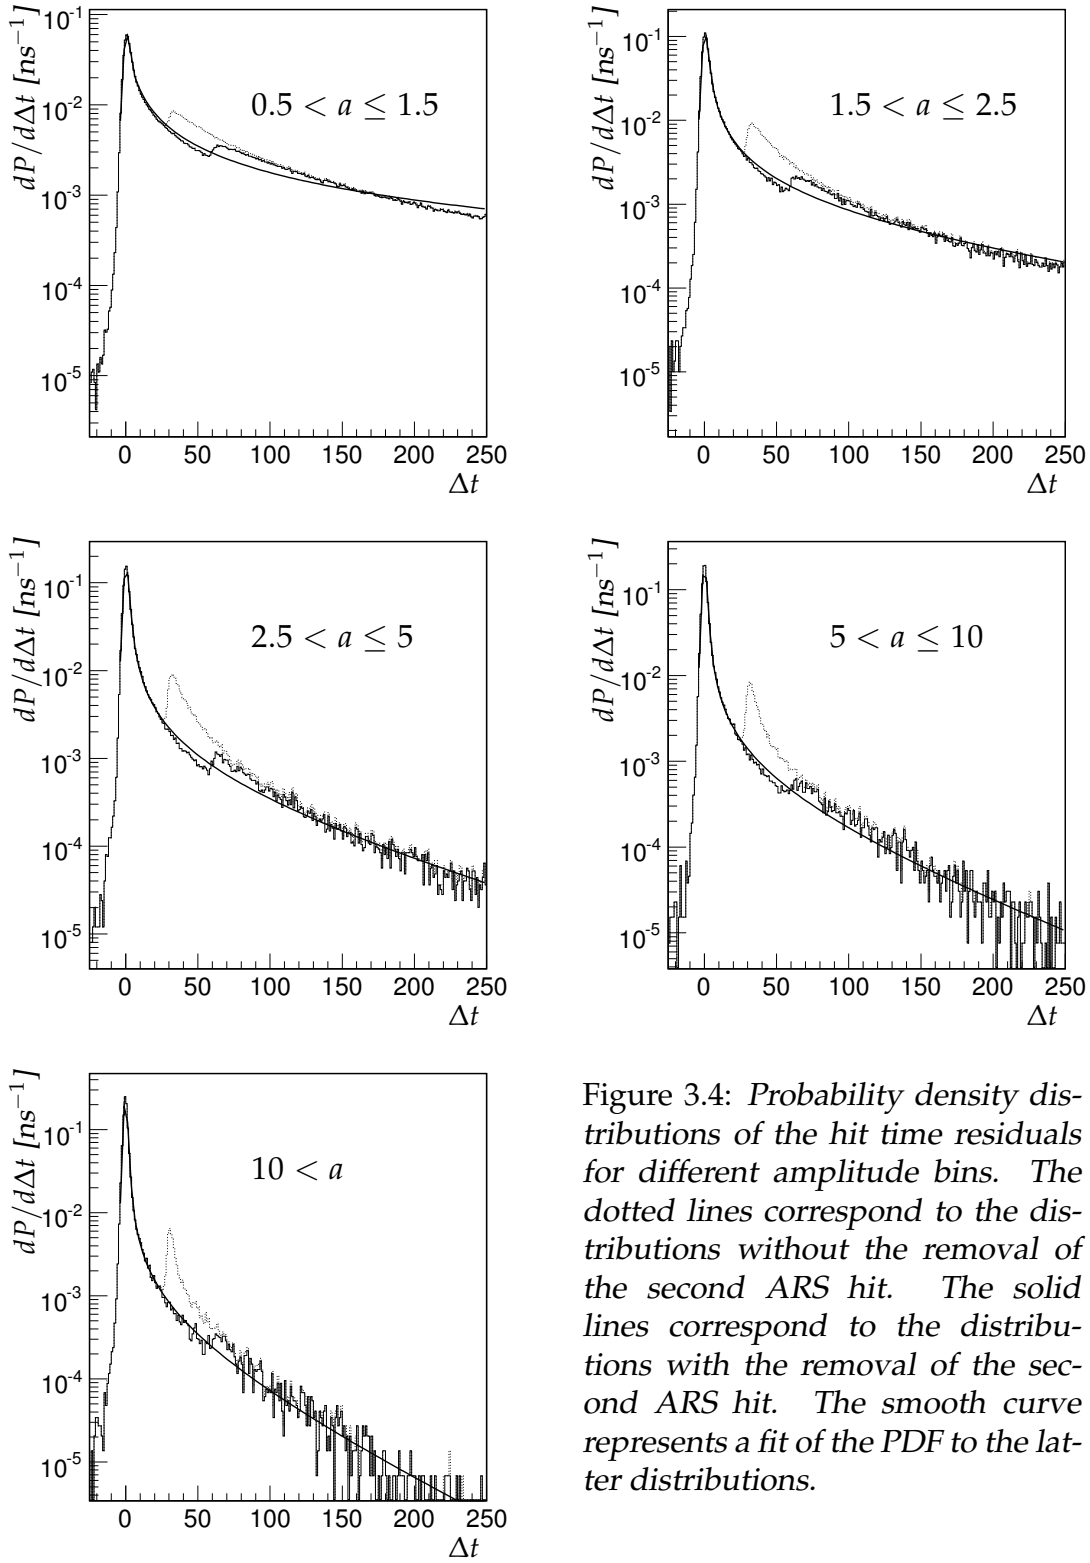 dP/dΔt [ns⁻¹]
10⁻¹
10⁻²
10⁻³
10⁻⁴
10⁻⁵
0.5 < a ≤ 1.5
0 50 100 150 200 250
Δt
dP/dΔt [ns⁻¹]
10⁻¹
10⁻²
10⁻³
10⁻⁴
10⁻⁵
1.5 < a ≤ 2.5
0 50 100 150 200 250
Δt
dP/dΔt [ns⁻¹]
10⁻¹
10⁻²
10⁻³
10⁻⁴
10⁻⁵
2.5 < a ≤ 5
0 50 100 150 200 250
Δt
dP/dΔt [ns⁻¹]
10⁻¹
10⁻²
10⁻³
10⁻⁴
10⁻⁵
5 < a ≤ 10
0 50 100 150 200 250
Δt
dP/dΔt [ns⁻¹]
10⁻¹
10⁻²
10⁻³
10⁻⁴
10⁻⁵
10 < a
0 50 100 150 200 250
Δt
Figure 3.4: Probability density dis-
tributions of the hit time residuals
for different amplitude bins. The
dotted lines correspond to the dis-
tributions without the removal of
the second ARS hit. The solid
lines correspond to the distribu-
tions with the removal of the sec-
ond ARS hit. The smooth curve
represents a fit of the PDF to the lat-
ter distributions.